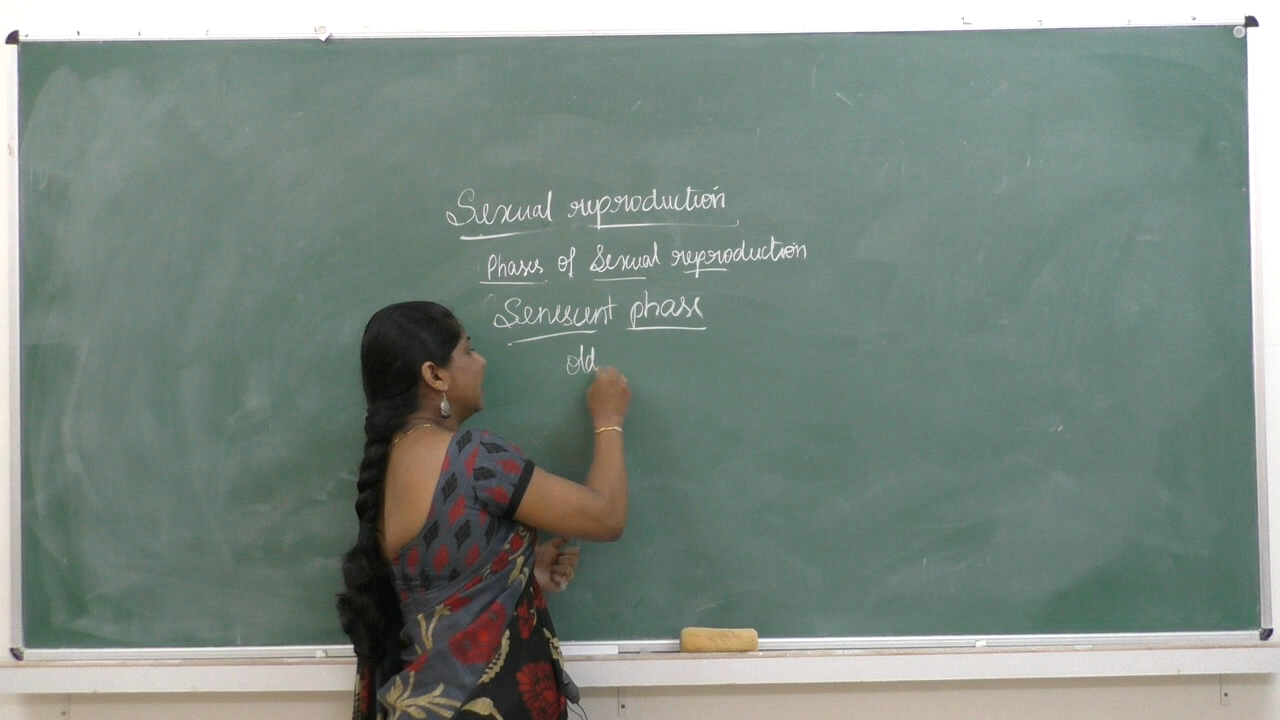 Sexual reproduction
Phases of Sexual reproduction
Senescent phase
old